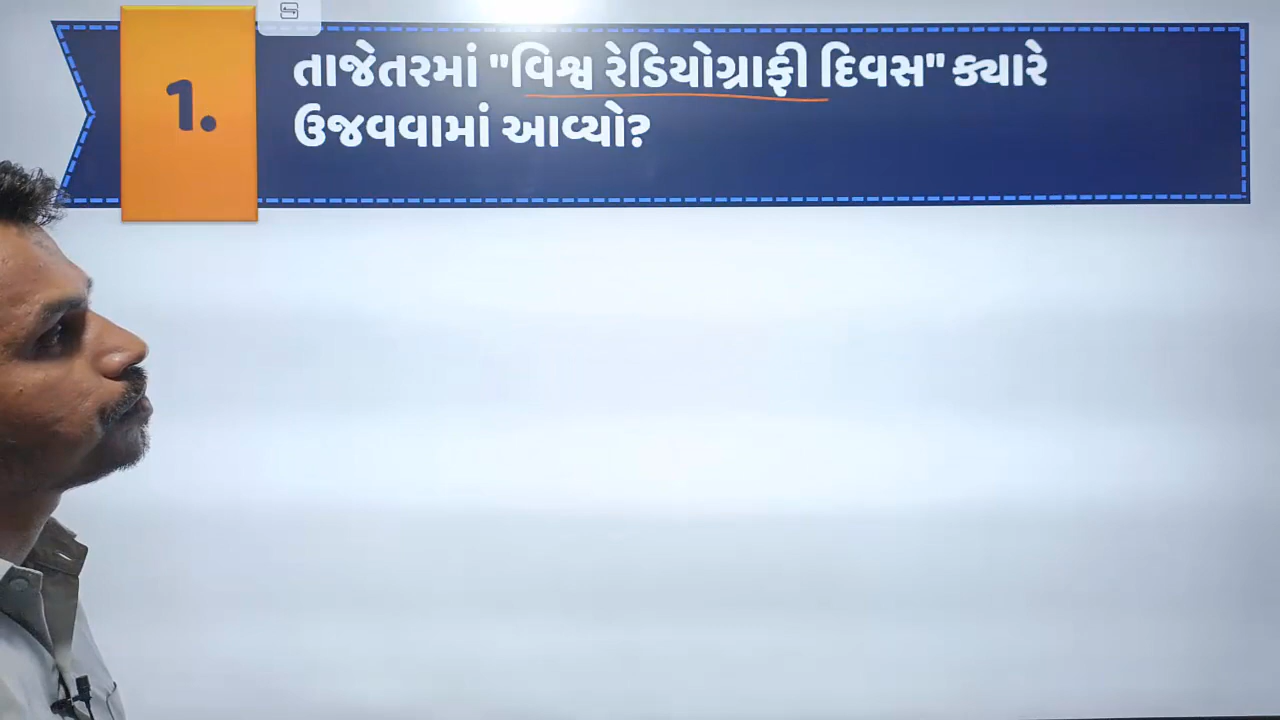 1.
તાજેતરમાં "વિશ્વ રેડિયોગ્રાફી દિવસ" ક્યારે
ઉજવવામાં આવ્યો?